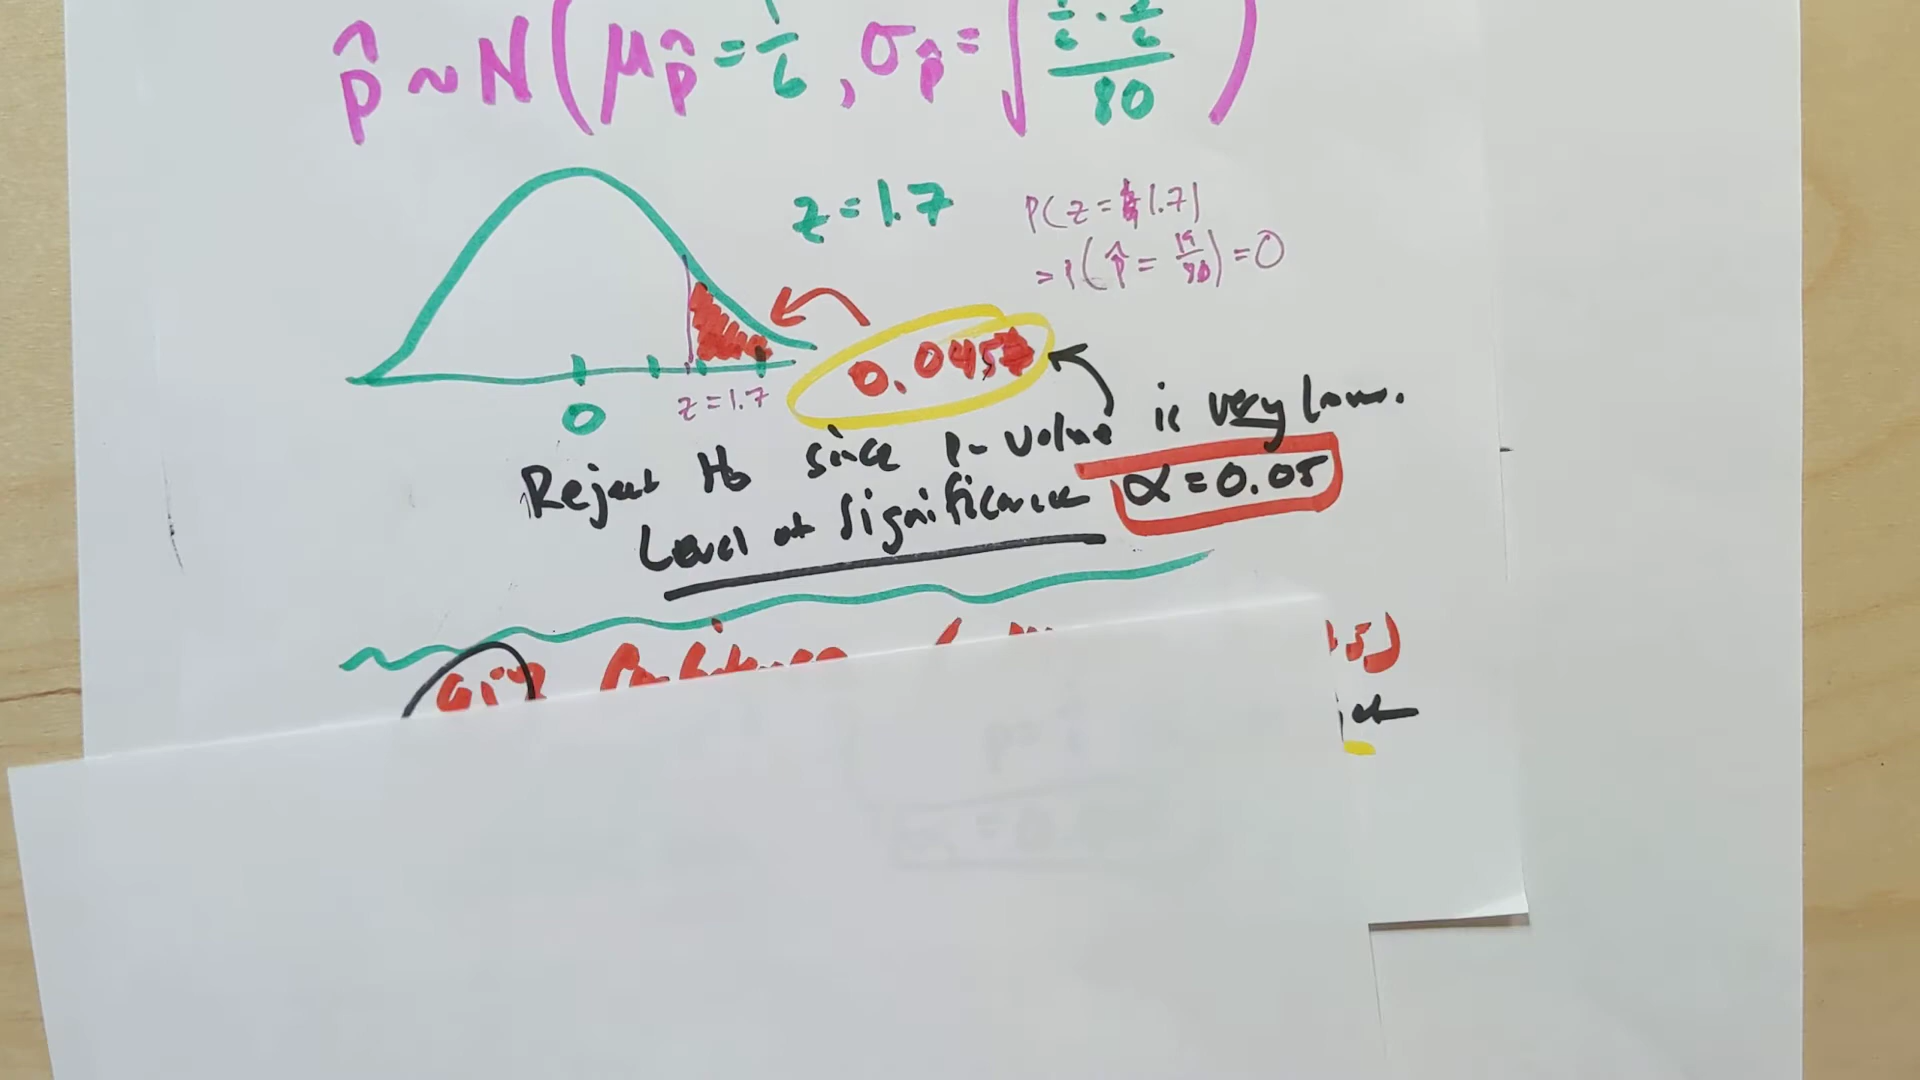 p̂ ~ N(μp̂ = 1/6, σp̂ = √(1/6 · 5/6 / 80))
z = 1.7
P(z = 1.7)
= P(p̂ = 19/80) = 0
0.045
0
z = 1.7
Reject H₀ since p-value is very low.
Level of Significance α = 0.05